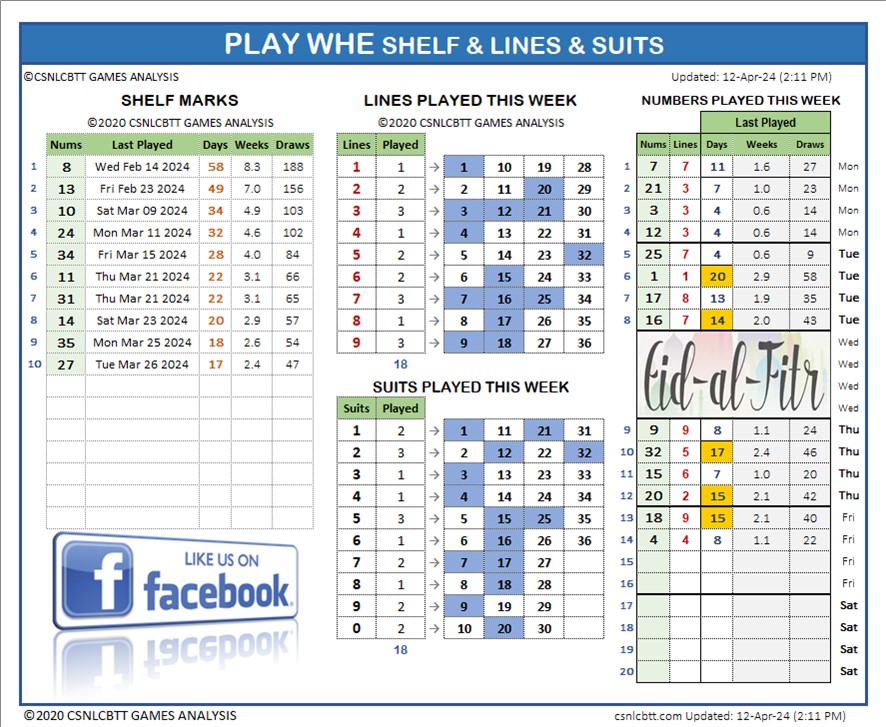 PLAY WHE SHELF & LINES & SUITS
©CSNLCBTT GAMES ANALYSIS
Updated: 12-Apr-24 (2:11 PM)
SHELF MARKS
©2020 CSNLCBTT GAMES ANALYSIS
Nums Last Played Days Weeks Draws
1 8 Wed Feb 14 2024 58 8.3 188
2 13 Fri Feb 23 2024 49 7.0 156
3 10 Sat Mar 09 2024 34 4.9 103
4 24 Mon Mar 11 2024 32 4.6 102
5 34 Fri Mar 15 2024 28 4.0 84
6 11 Thu Mar 21 2024 22 3.1 66
7 31 Thu Mar 21 2024 22 3.1 65
8 14 Sat Mar 23 2024 20 2.9 57
9 35 Mon Mar 25 2024 18 2.6 54
10 27 Tue Mar 26 2024 17 2.4 47
LIKE US ON
facebook.
LINES PLAYED THIS WEEK
©2020 CSNLCBTT GAMES ANALYSIS
Lines Played
1 1 → 1 10 19 28
2 2 → 2 11 20 29
3 3 → 3 12 21 30
4 1 → 4 13 22 31
5 2 → 5 14 23 32
6 2 → 6 15 24 33
7 3 → 7 16 25 34
8 1 → 8 17 26 35
9 3 → 9 18 27 36
18
SUITS PLAYED THIS WEEK
Suits Played
1 2 → 1 11 21 31
2 3 → 2 12 22 32
3 1 → 3 13 23 33
4 1 → 4 14 24 34
5 3 → 5 15 25 35
6 1 → 6 16 26 36
7 2 → 7 17 27
8 1 → 8 18 28
9 2 → 9 19 29
0 2 → 10 20 30
18
NUMBERS PLAYED THIS WEEK
Last Played
Nums Lines Days Weeks Draws
1 7 7 11 1.6 27 Mon
2 21 3 7 1.0 23 Mon
3 3 3 4 0.6 14 Mon
4 12 3 4 0.6 14 Mon
5 25 7 4 0.6 9 Tue
6 1 1 20 2.9 58 Tue
7 17 8 13 1.9 35 Tue
8 16 7 14 2.0 43 Tue
Eid-al-Fitr
Wed
Wed
Wed
Wed
9 9 9 8 1.1 24 Thu
10 32 5 17 2.4 46 Thu
11 15 6 7 1.0 20 Thu
12 20 2 15 2.1 42 Thu
13 18 9 15 2.1 40 Fri
14 4 4 8 1.1 22 Fri
15 Fri
16 Fri
17 Sat
18 Sat
19 Sat
20 Sat
©2020 CSNLCBTT GAMES ANALYSIS
csnlcbtt.com Updated: 12-Apr-24 (2:11 PM)